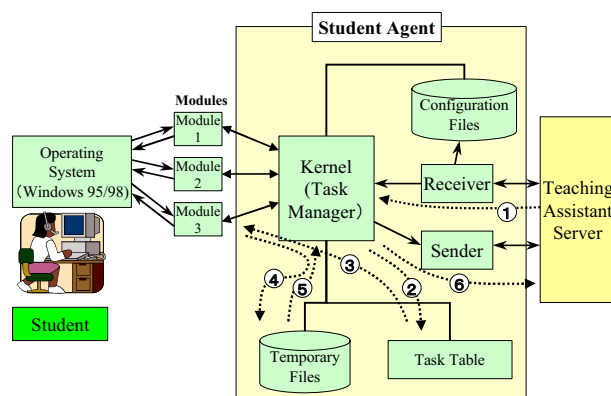 Student Agent
Modules
Module
1
Module
2
Module
3
Operating
System
(Windows 95/98)
Student
Kernel
(Task
Manager)
Configuration
Files
Receiver
Sender
Teaching
Assistant
Server
①
②
③
④
⑤
⑥
Temporary
Files
Task Table